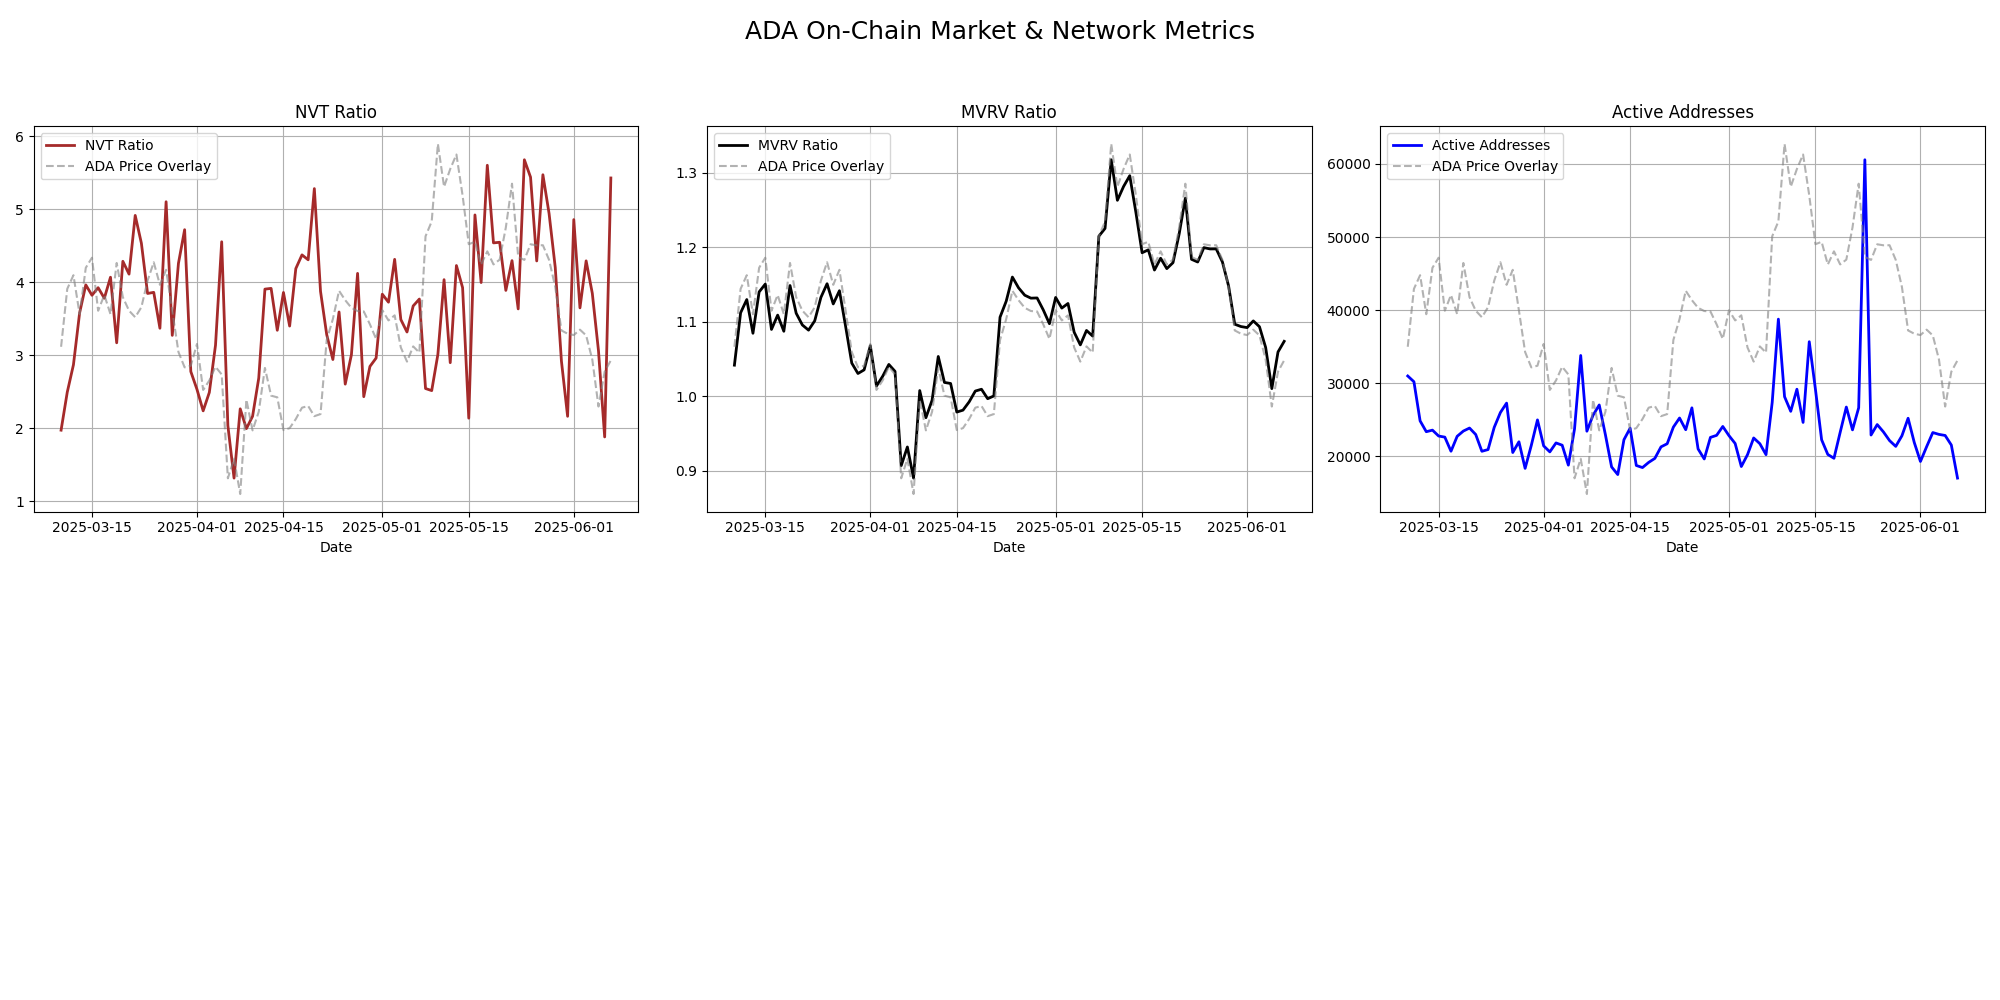 ADA On-Chain Market & Network Metrics
NVT Ratio
NVT Ratio
ADA Price Overlay
6
5
4
3
2
1
2025-03-15 2025-04-01 2025-04-15 2025-05-01 2025-05-15 2025-06-01
Date
MVRV Ratio
MVRV Ratio
ADA Price Overlay
1.3
1.2
1.1
1.0
0.9
2025-03-15 2025-04-01 2025-04-15 2025-05-01 2025-05-15 2025-06-01
Date
Active Addresses
Active Addresses
ADA Price Overlay
60000
50000
40000
30000
20000
2025-03-15 2025-04-01 2025-04-15 2025-05-01 2025-05-15 2025-06-01
Date